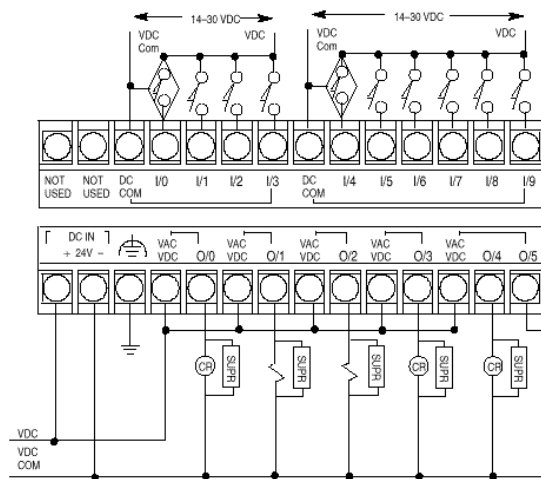 14–30 VDC 14–30 VDC
VDC Com VDC VDC Com VDC
NOT USED NOT USED DC COM I/0 I/1 I/2 I/3 DC COM I/4 I/5 I/6 I/7 I/8 I/9
DC IN
+ 24V –
VAC VDC O/0 VAC VDC O/1 VAC VDC O/2 VAC VDC O/3 VAC VDC O/4 O/5
CR SUPR SUPR SUPR CR SUPR CR SUPR
VDC
VDC
COM